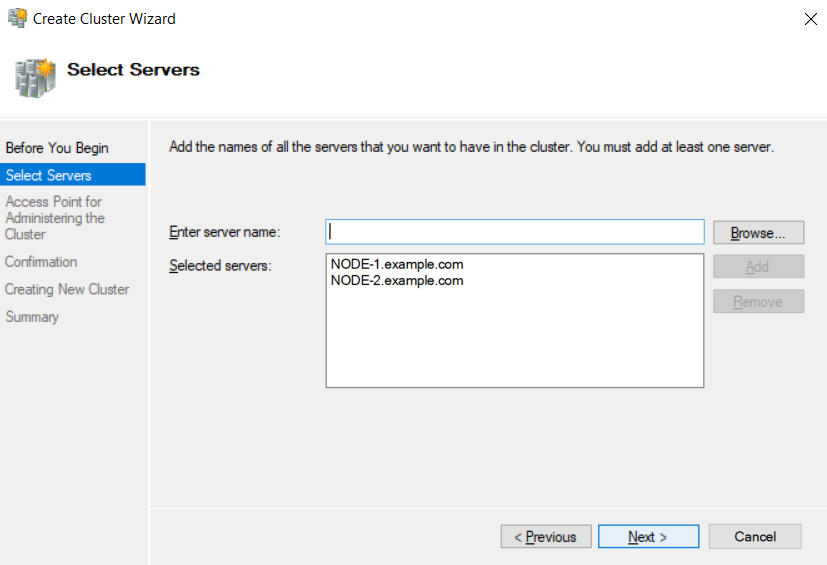 Create Cluster Wizard
Select Servers
Before You Begin
Select Servers
Access Point for
Administering the
Cluster
Confirmation
Creating New Cluster
Summary
Add the names of all the servers that you want to have in the cluster. You must add at least one server.
Enter server name:
Browse...
Selected servers:
NODE-1.example.com
NODE-2.example.com
Add
Remove
< Previous
Next >
Cancel